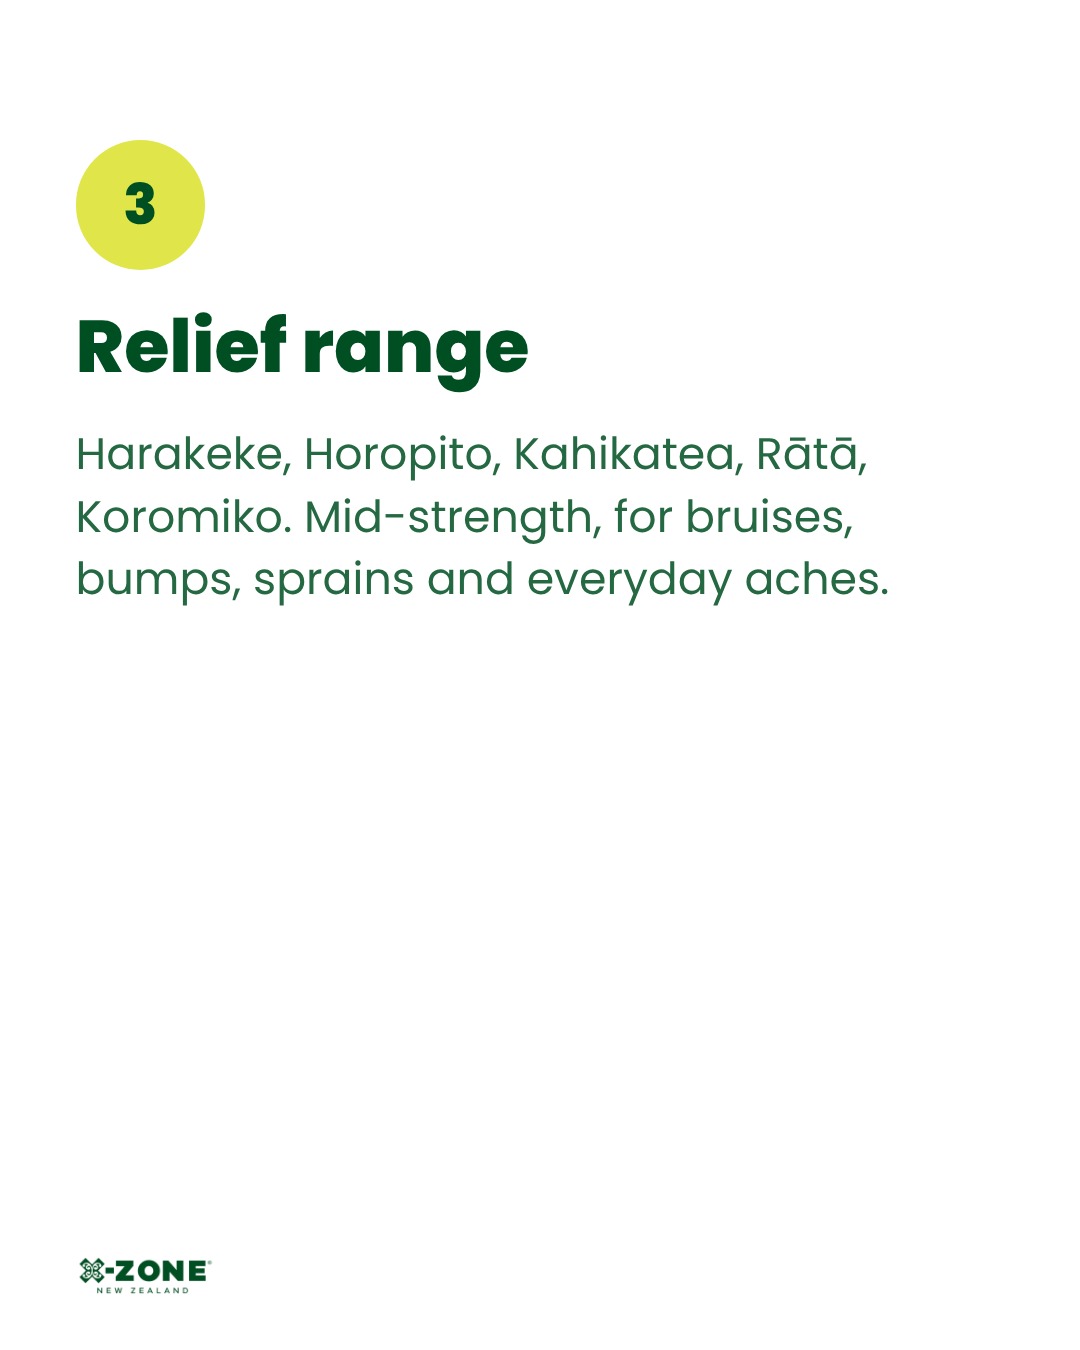 3
Relief range
Harakeke, Horopito, Kahikatea, Rātā,
Koromiko. Mid-strength, for bruises,
bumps, sprains and everyday aches.
X-ZONE®
NEW ZEALAND